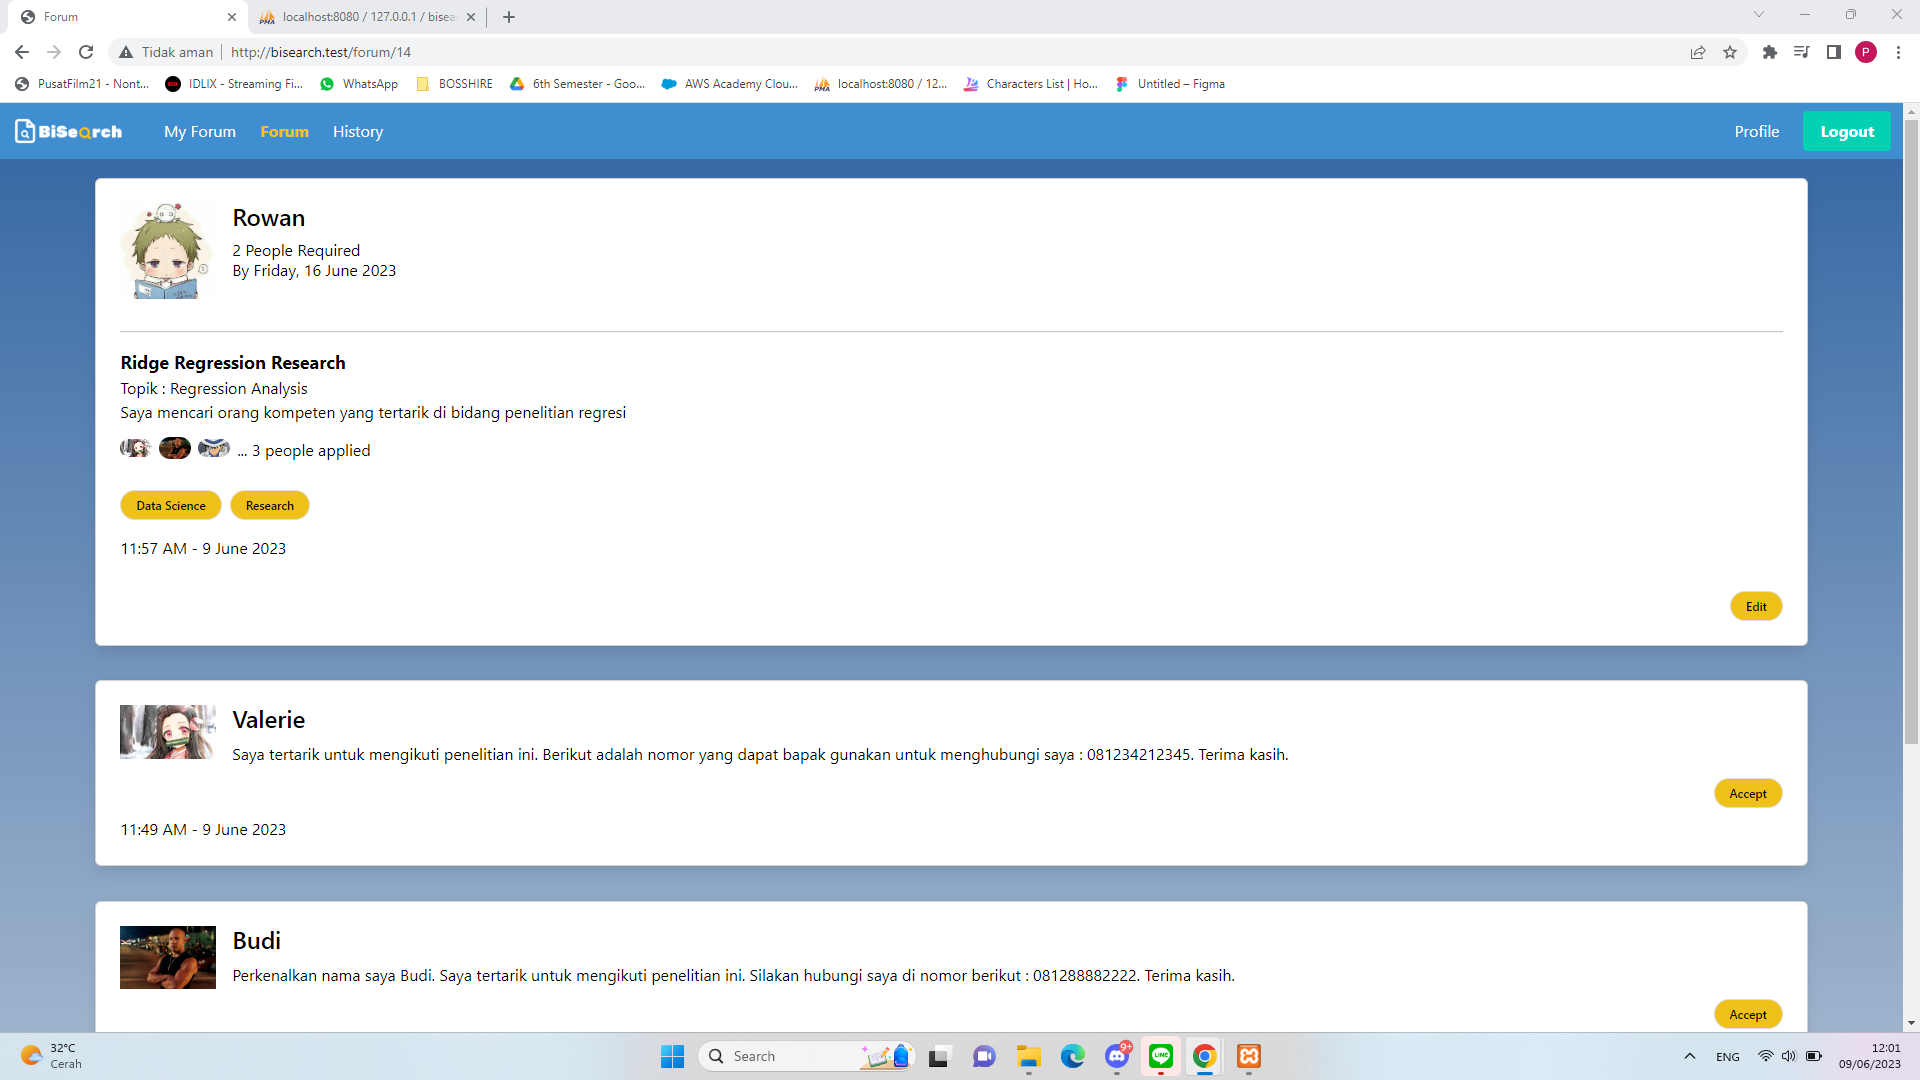 Forum
localhost:8080 / 127.0.0.1 / bisea
Tidak aman
http://bisearch.test/forum/14
P
PusatFilm21 - Nont...
IDLIX - Streaming Fi...
WhatsApp
BOSSHIRE
6th Semester - Goo...
AWS Academy Clou...
localhost:8080 / 12...
Characters List | Ho...
Untitled – Figma
BiSearch
My Forum
Forum
History
Profile
Logout
Rowan
2 People Required
By Friday, 16 June 2023
Ridge Regression Research
Topik : Regression Analysis
Saya mencari orang kompeten yang tertarik di bidang penelitian regresi
... 3 people applied
Data Science
Research
11:57 AM - 9 June 2023
Edit
Valerie
Saya tertarik untuk mengikuti penelitian ini. Berikut adalah nomor yang dapat bapak gunakan untuk menghubungi saya : 081234212345. Terima kasih.
Accept
11:49 AM - 9 June 2023
Budi
Perkenalkan nama saya Budi. Saya tertarik untuk mengikuti penelitian ini. Silakan hubungi saya di nomor berikut : 081288882222. Terima kasih.
Accept
32°C
Cerah
Search
9+
ENG
12:01
09/06/2023